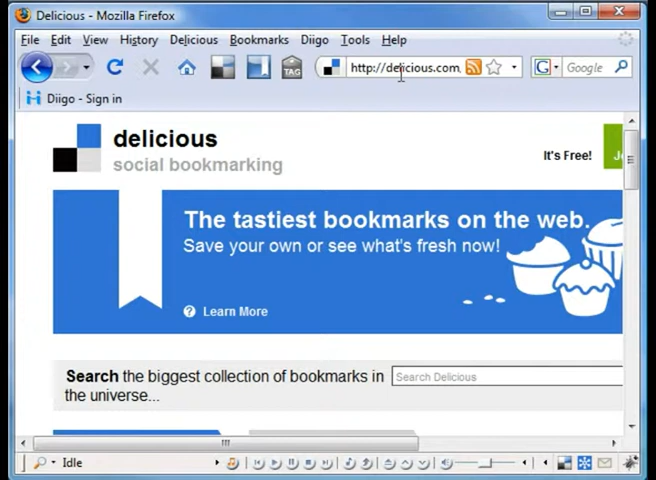 Delicious - Mozilla Firefox
File Edit View History Delicious Bookmarks Diigo Tools Help
TAG http://delicious.com G Google
Diigo - Sign in
delicious
social bookmarking
It's Free!
The tastiest bookmarks on the web.
Save your own or see what's fresh now!
? Learn More
Search the biggest collection of bookmarks in
the universe...
Search Delicious
Idle